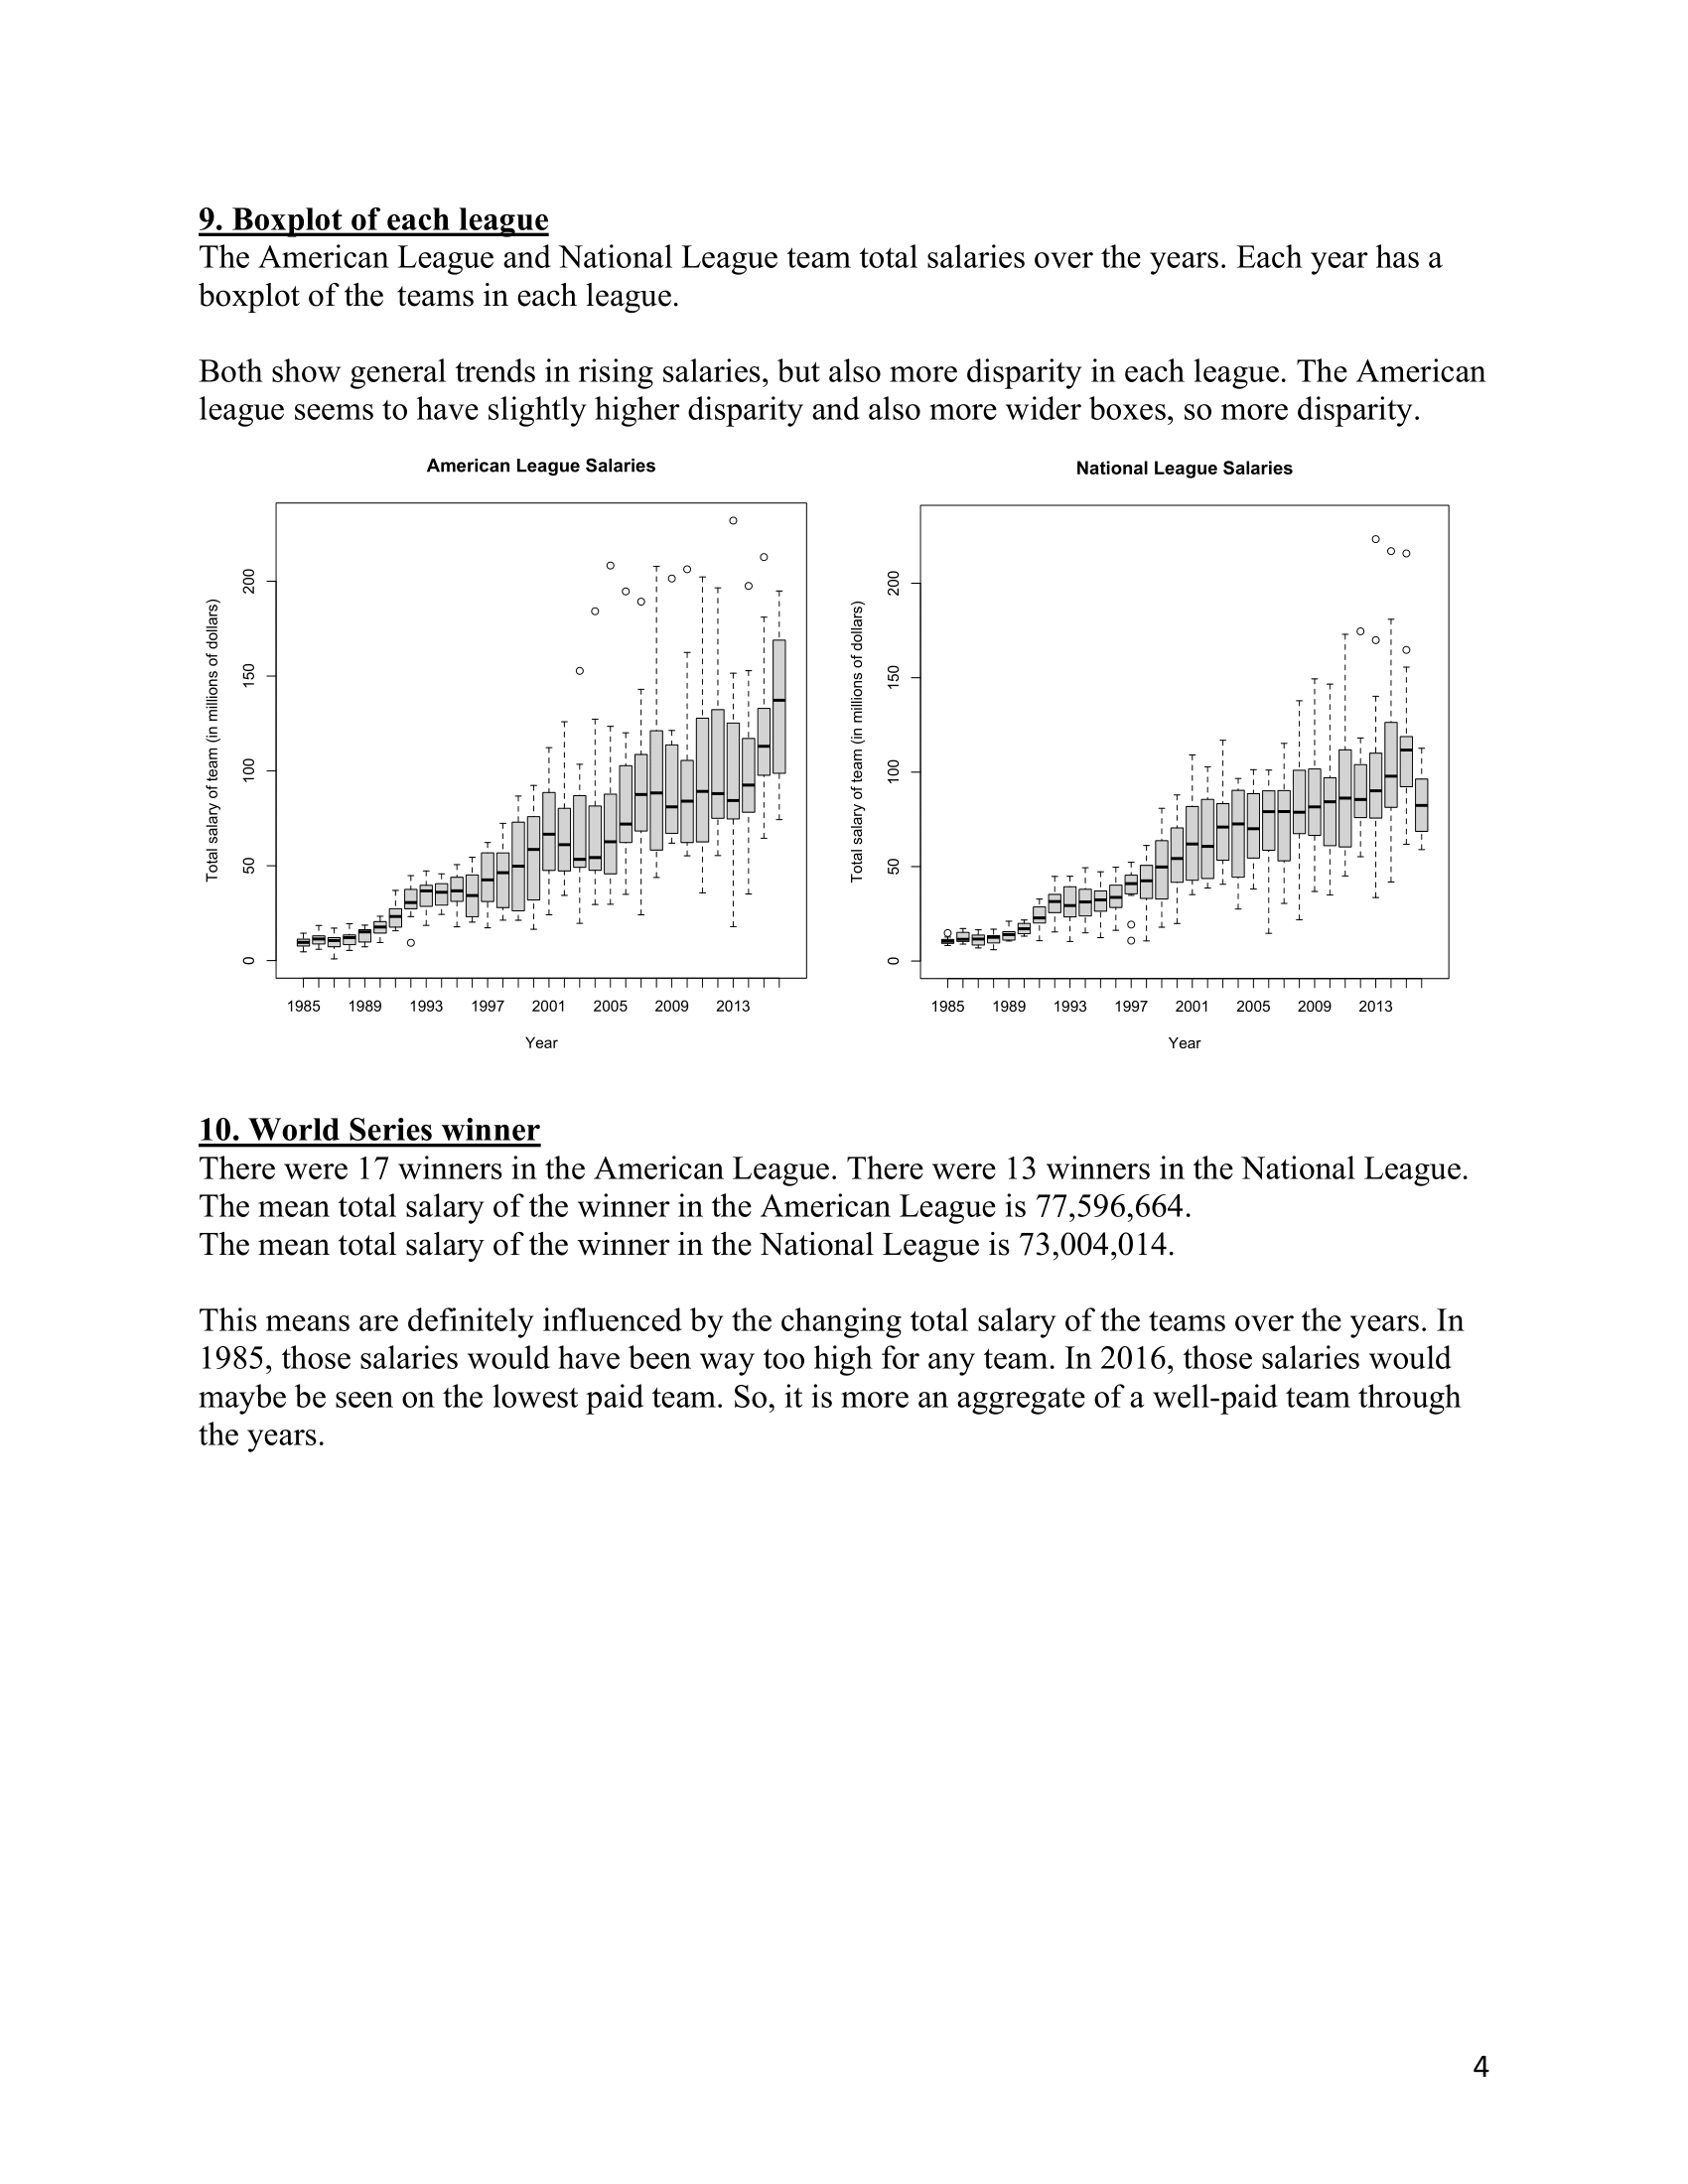 9. Boxplot of each league
The American League and National League team total salaries over the years. Each year has a
boxplot of the teams in each league.
Both show general trends in rising salaries, but also more disparity in each league. The American
league seems to have slightly higher disparity and also more wider boxes, so more disparity.
American League Salaries
Total salary of team (in millions of dollars)
200
150
100
50
0
1985 1989 1993 1997 2001 2005 2009 2013
Year
National League Salaries
Total salary of team (in millions of dollars)
200
150
100
50
0
1985 1989 1993 1997 2001 2005 2009 2013
Year
10. World Series winner
There were 17 winners in the American League. There were 13 winners in the National League.
The mean total salary of the winner in the American League is 77,596,664.
The mean total salary of the winner in the National League is 73,004,014.
This means are definitely influenced by the changing total salary of the teams over the years. In
1985, those salaries would have been way too high for any team. In 2016, those salaries would
maybe be seen on the lowest paid team. So, it is more an aggregate of a well-paid team through
the years.
4